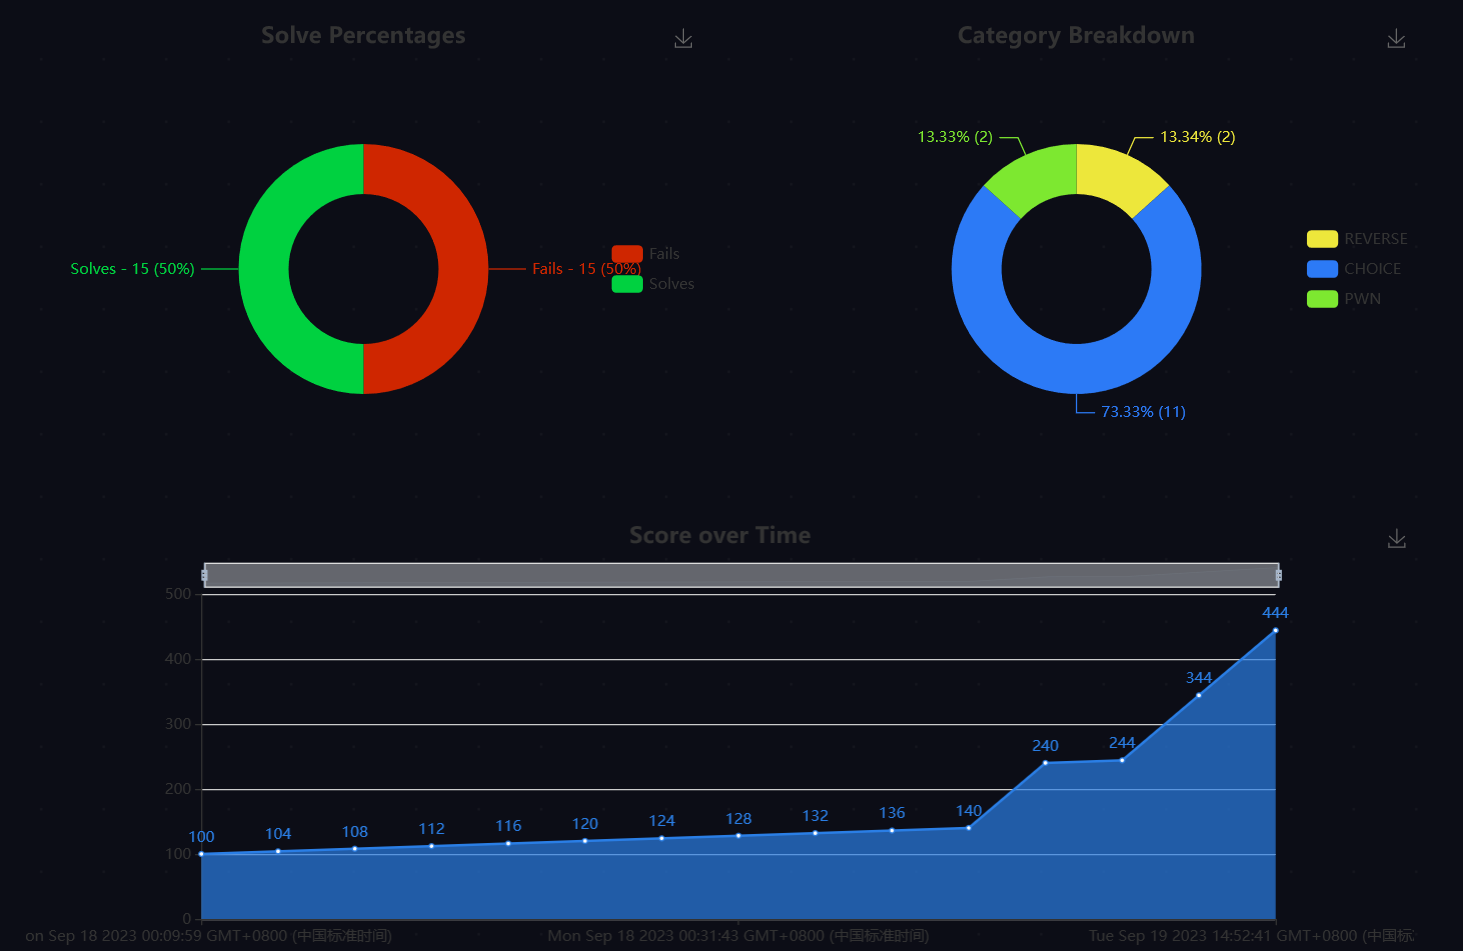 Solve Percentages
Solves - 15 (50%)
Fails - 15 (50%)
Fails
Solves
Category Breakdown
13.33% (2)
13.34% (2)
73.33% (11)
REVERSE
CHOICE
PWN
Score over Time
500
400
300
200
100
0
100
104
108
112
116
120
124
128
132
136
140
240
244
344
444
on Sep 18 2023 00:09:59 GMT+0800 (中国标准时间)
Mon Sep 18 2023 00:31:43 GMT+0800 (中国标准时间)
Tue Sep 19 2023 14:52:41 GMT+0800 (中国标